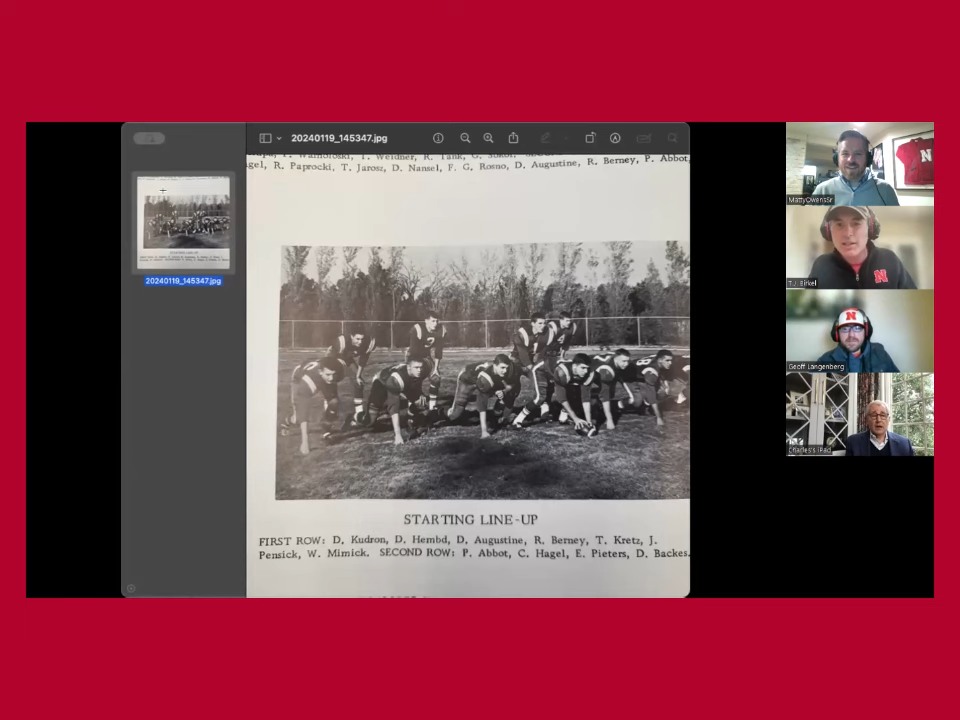 20240119_145347.jpg
20240119_145347.jpg
R. Tank, G.
gel, R. Paprocki, T. Jarosz, D. Nansel, F. G. Rosno, D. Augustine, R. Berney, P. Abbot,
STARTING LINE-UP
FIRST ROW: D. Kudron, D. Hembd, D. Augustine, R. Berney, T. Kretz, J.
Pensick, W. Mimick. SECOND ROW: P. Abbot, C. Hagel, E. Pieters, D. Backes.
MattyOwensSr
N
T.J. Birkel
N
Geoff Langenberg
N
Charles's iPad